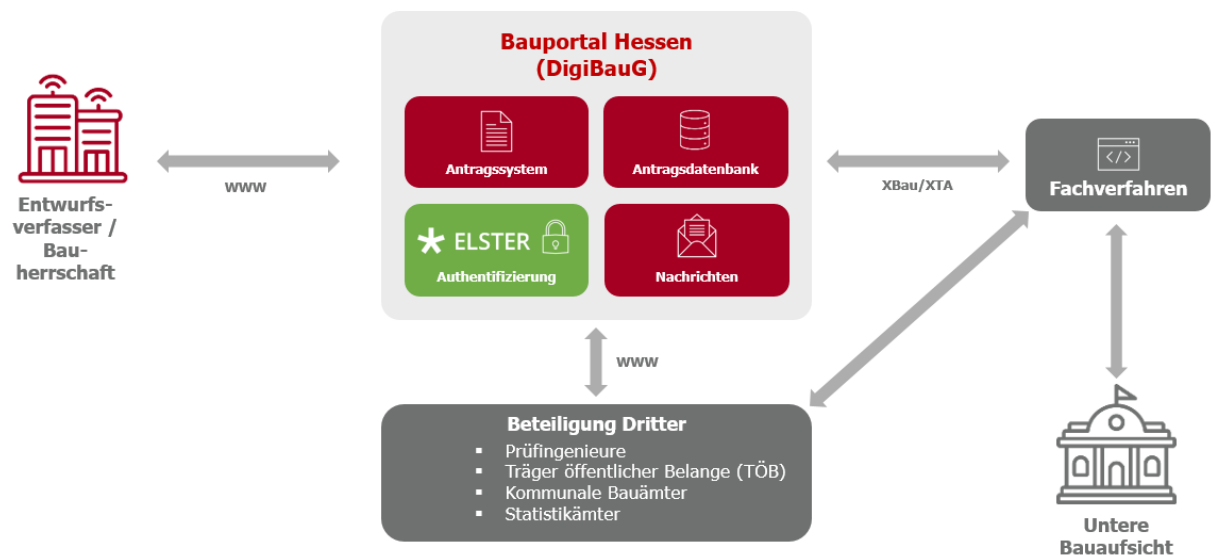 Bauportal Hessen
(DigiBauG)
Antragssystem
Antragsdatenbank
ELSTER
Authentifizierung
Nachrichten
Entwurfs-
verfasser /
Bau-
herrschaft
www
XBau/XTA
</>
Fachverfahren
www
Beteiligung Dritter
▪ Prüfingenieure
▪ Träger öffentlicher Belange (TÖB)
▪ Kommunale Bauämter
▪ Statistikämter
Untere
Bauaufsicht